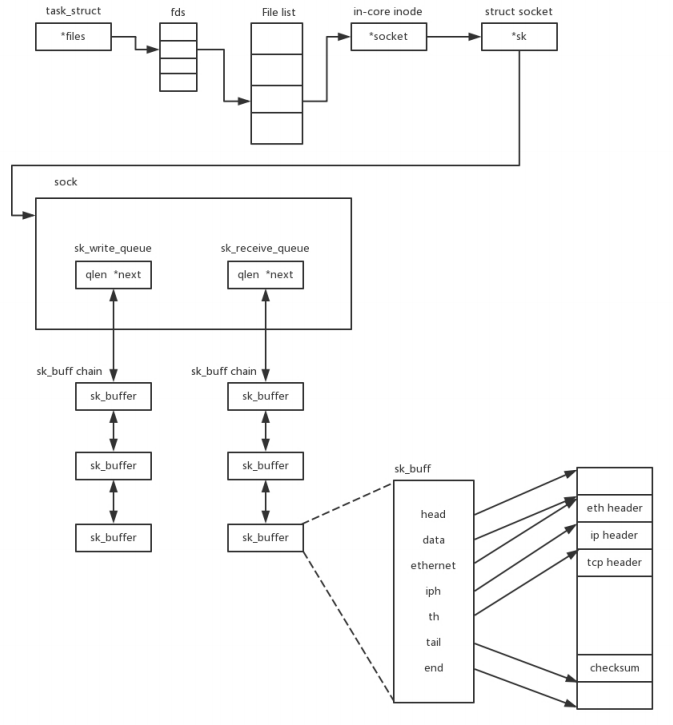 task_struct
fds
File list
in-core inode
struct socket
*files
*socket
*sk
sock
sk_write_queue
sk_receive_queue
qlen *next
qlen *next
sk_buff chain
sk_buff chain
sk_buffer
sk_buffer
sk_buffer
sk_buffer
sk_buffer
sk_buffer
sk_buff
head
data
ethernet
iph
th
tail
end
eth header
ip header
tcp header
checksum